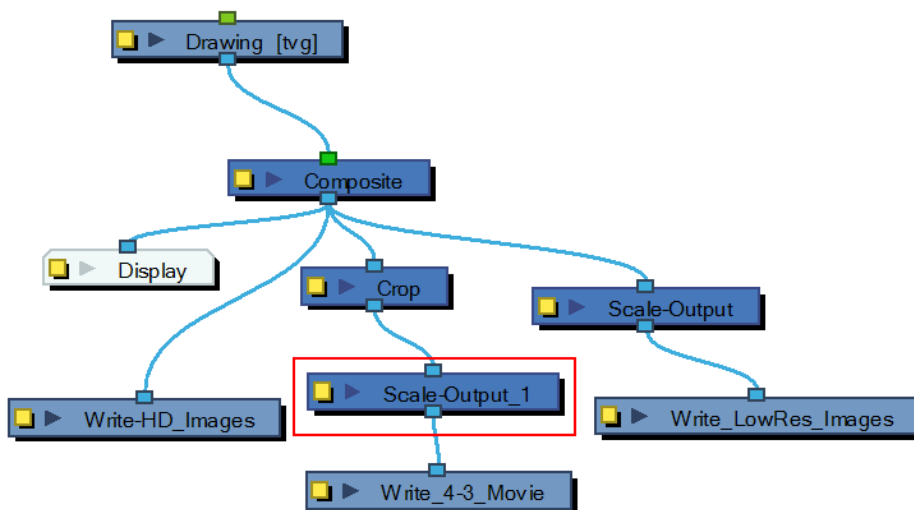 Drawing [tvg]
Composite
Display
Crop
Scale-Output
Scale-Output_1
Write-HD_Images
Write_LowRes_Images
Write_4-3_Movie